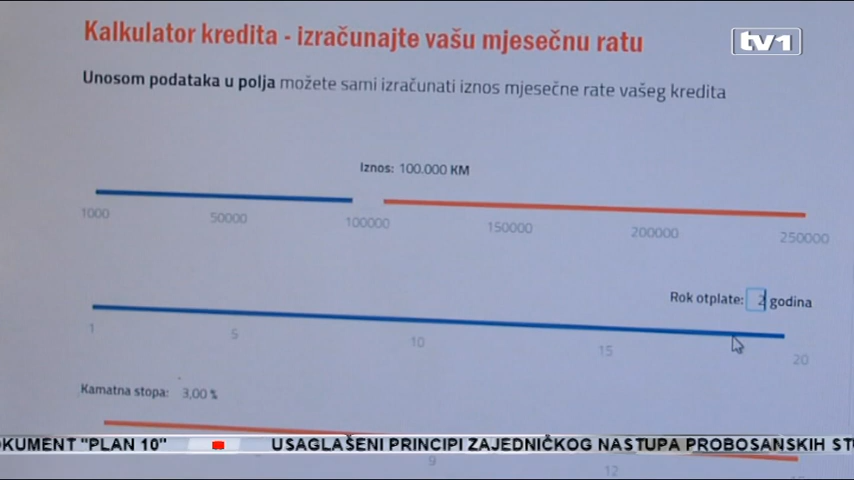 Kalkulator kredita - izračunajte vašu mjesečnu ratu
tv1
Unosom podataka u polja možete sami izračunati iznos mjesečne rate vašeg kredita
Iznos: 100.000 KM
1000 50000 100000 150000 200000 250000
Rok otplate: 2 godina
1 5 10 15 20
Kamatna stopa: 3,00 %
KUMENT "PLAN 10" USAGLAŠENI PRINCIPI ZAJEDNIČKOG NASTUPA PROBOSANSKIH
9 12